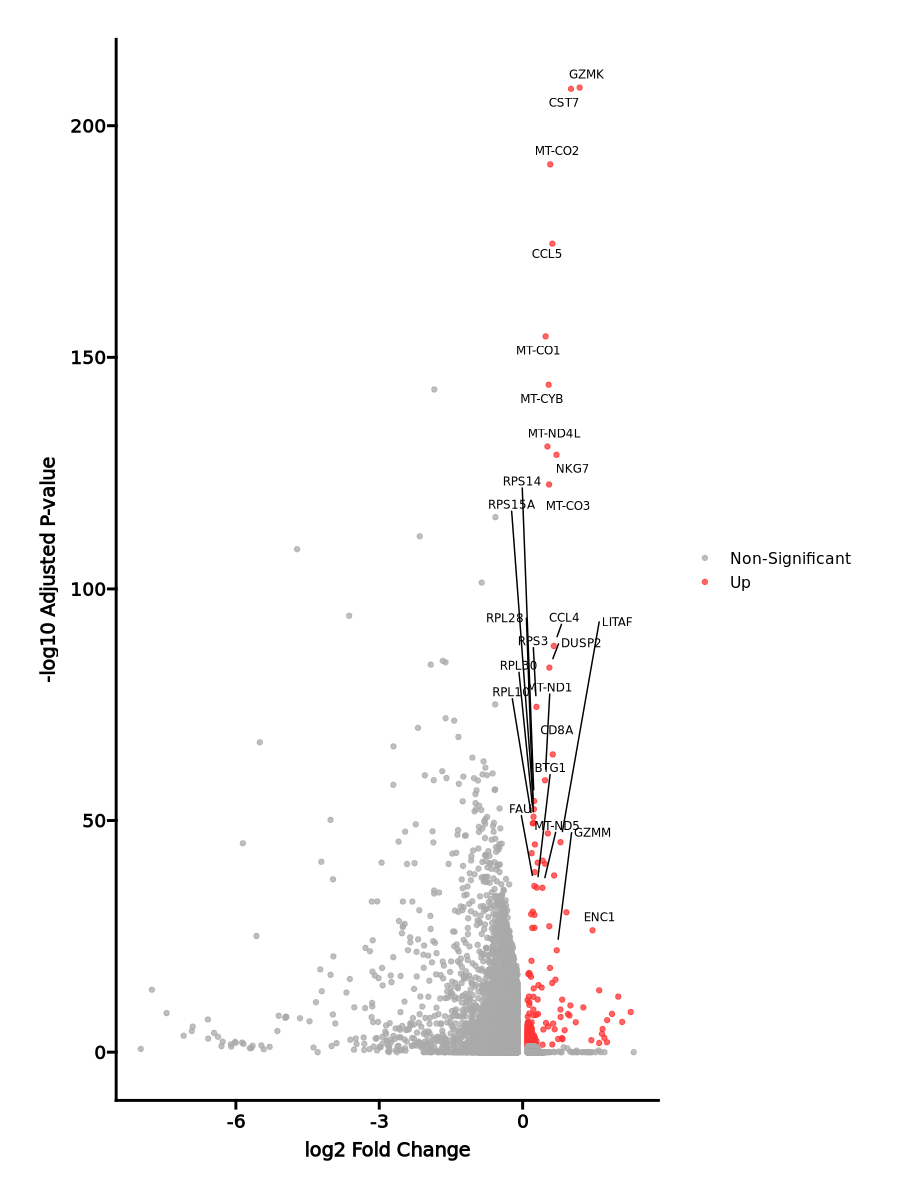 GZMK
CST7
200
MT-CO2
CCL5
150
MT-CO1
MT-CYB
MT-ND4L
NKG7
RPS14
RPS15A
MT-CO3
-log10 Adjusted P-value
Non-Significant
Up
100
RPL28
CCL4
LITAF
RPS3
DUSP2
RPL30
MT-ND1
RPL10
CD8A
BTG1
FAU
50
MT-ND5
GZMM
ENC1
0
-6
-3
0
log2 Fold Change